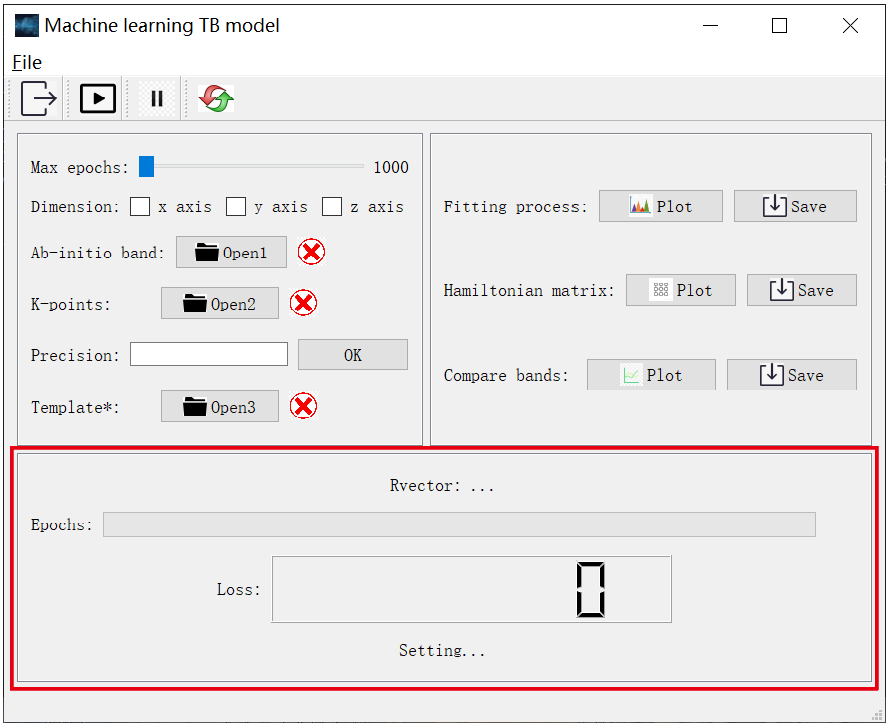 Machine learning TB model
File
Max epochs: 1000
Dimension: x axis y axis z axis
Ab-initio band: Open1
K-points: Open2
Precision: OK
Template*: Open3
Fitting process: Plot Save
Hamiltonian matrix: Plot Save
Compare bands: Plot Save
Rvector: ...
Epochs:
Loss: 0
Setting...